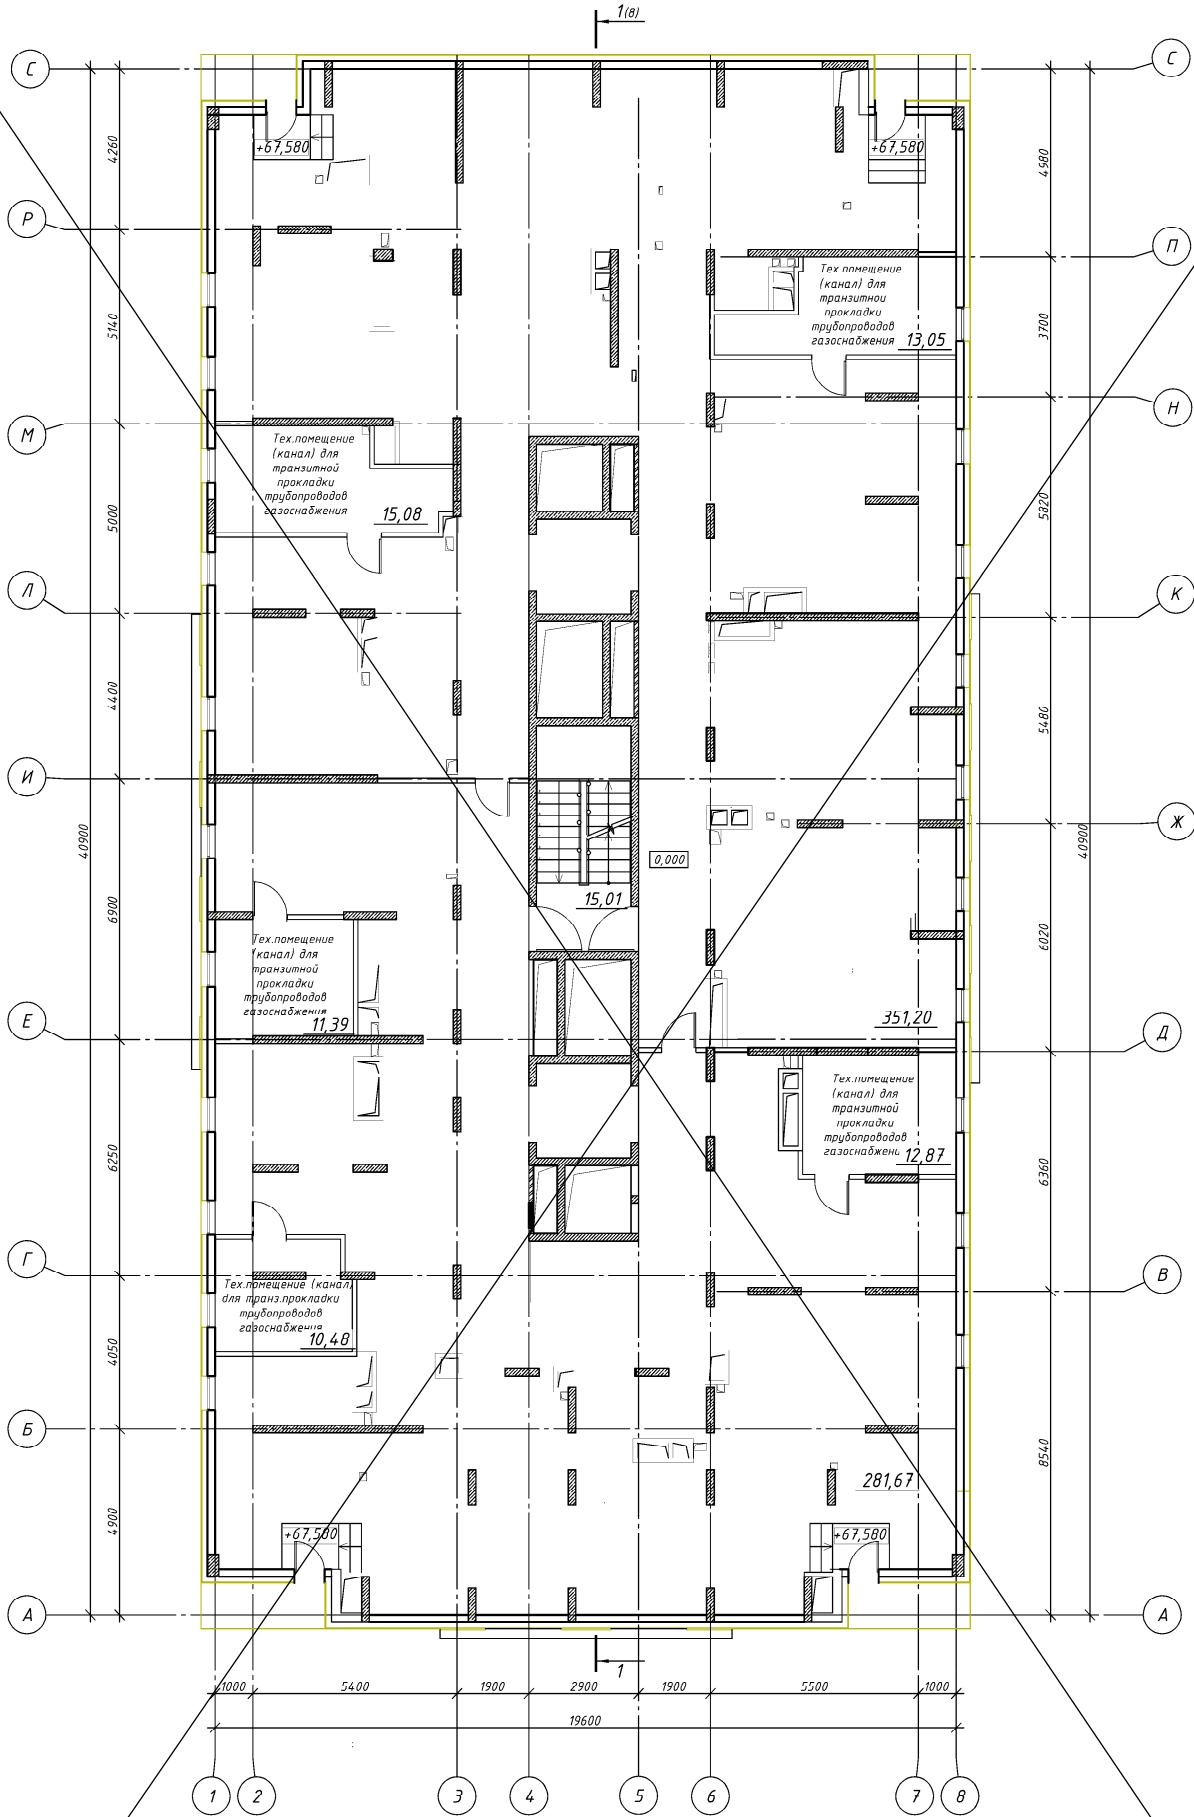 1(8)
С
С
4260
+67,580
+67,580
4980
Р
П
5140
Тех.помещение
(канал) для
транзитной
прокладки
трубопроводов
газоснабжения 13,05
3700
М
Н
Тех.помещение
(канал) для
транзитной
прокладки
трубопроводов
газоснабжения 15,08
5000
5820
Л
К
4400
5480
И
Ж
40900
40900
0,000
15,01
6900
6020
Тех.помещение
(канал) для
транзитной
прокладки
трубопроводов
газоснабжения
11,39
351,20
Е
Д
Тех.помещение
(канал) для
транзитной
прокладки
трубопроводов
газоснабжени 12,87
6250
6360
Г
В
Тех.помещение (канал)
для транз.прокладки
трубопроводов
газоснабжения
10,48
4050
Б
8540
281,67
4900
+67,580
+67,580
А
А
1
1000 5400 1900 2900 1900 5500 1000
19600
1 2 3 4 5 6 7 8